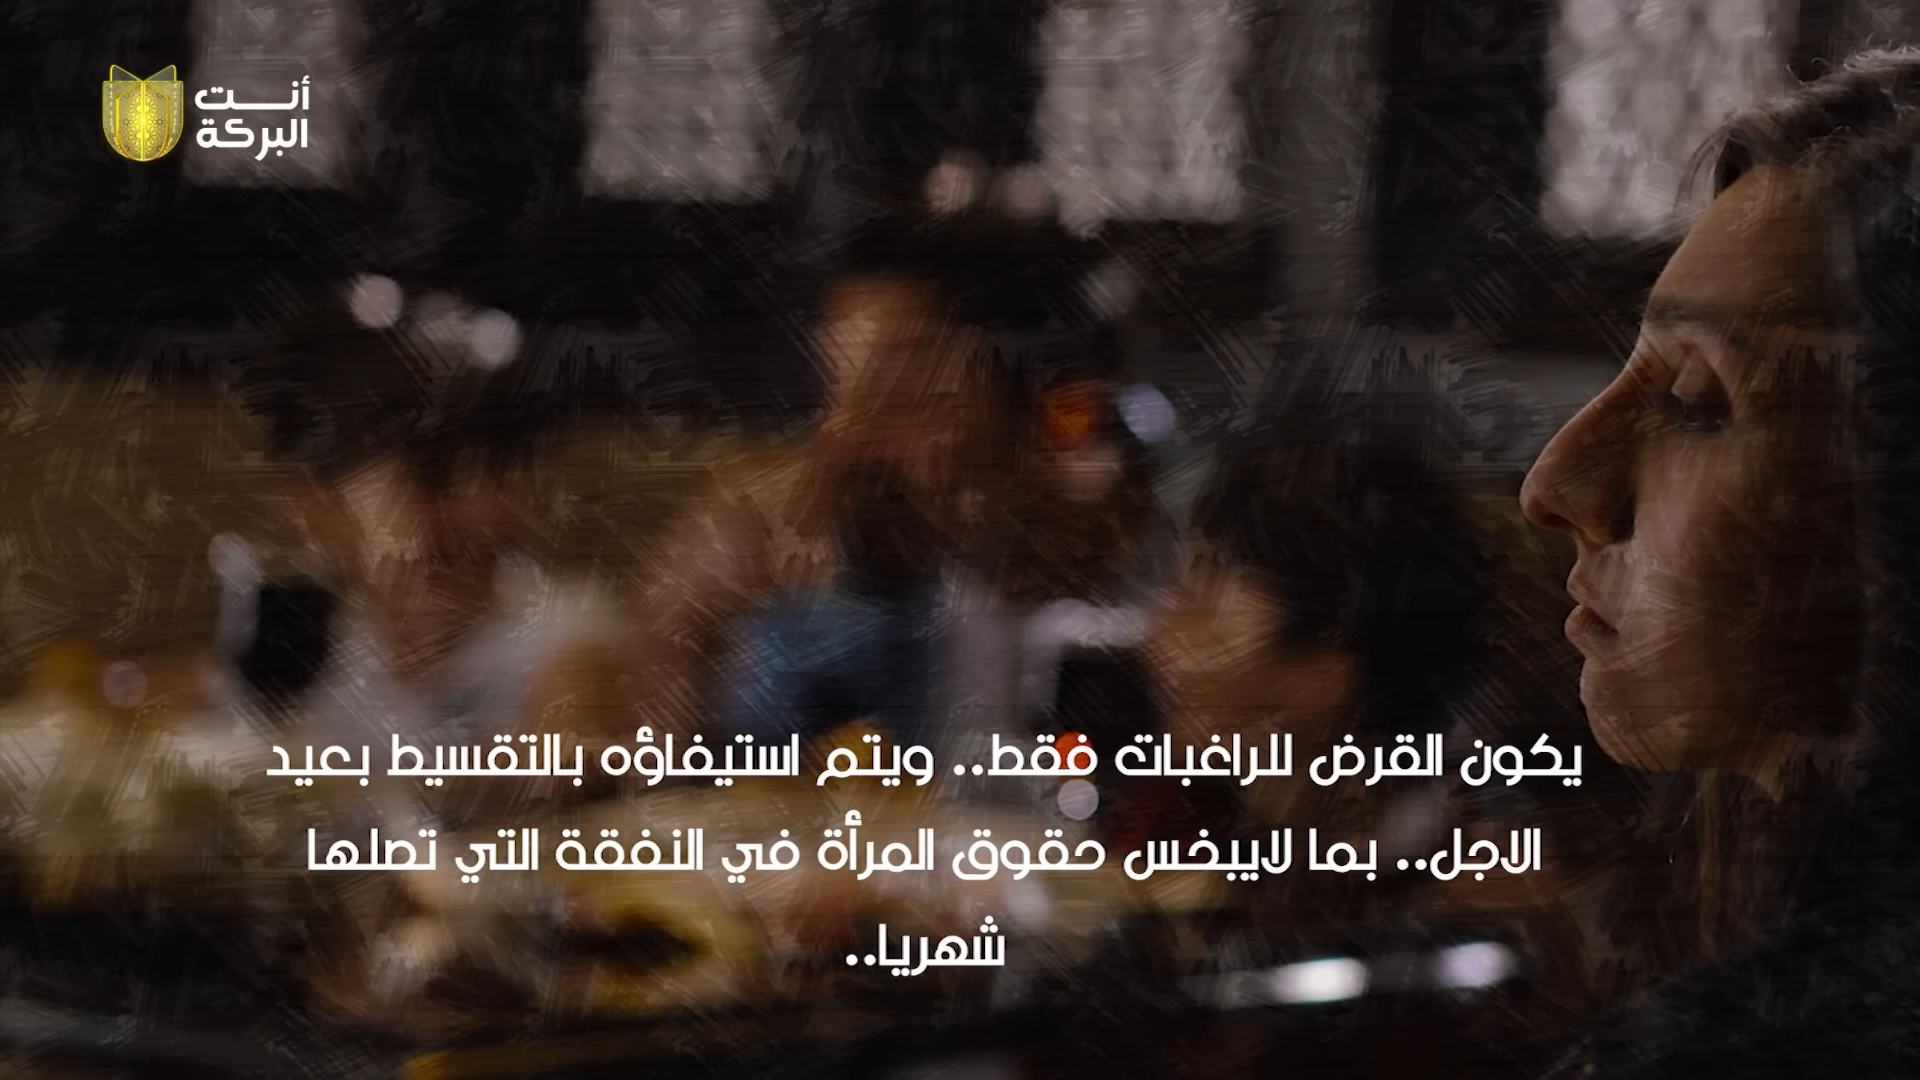 أنت
البركة
يكون القرض للراغبات فقط.. ويتم استيفاؤه بالتقسيط بعيد
الاجل.. بما لايبخس حقوق المرأة في النفقة التي تصلها
شهريا..